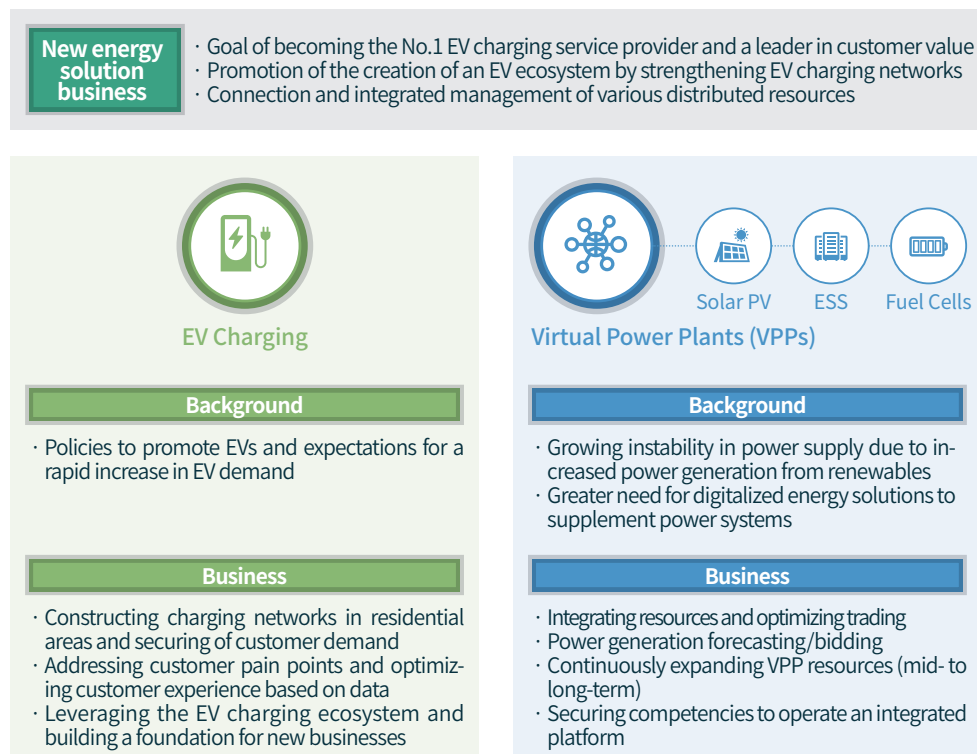 New energy
solution
business
· Goal of becoming the No.1 EV charging service provider and a leader in customer value
· Promotion of the creation of an EV ecosystem by strengthening EV charging networks
· Connection and integrated management of various distributed resources
EV Charging
Background
· Policies to promote EVs and expectations for a
rapid increase in EV demand
Business
· Constructing charging networks in residential
areas and securing of customer demand
· Addressing customer pain points and optimiz-
ing customer experience based on data
· Leveraging the EV charging ecosystem and
building a foundation for new businesses
Solar PV
ESS
Fuel Cells
Virtual Power Plants (VPPs)
Background
· Growing instability in power supply due to in-
creased power generation from renewables
· Greater need for digitalized energy solutions to
supplement power systems
Business
· Integrating resources and optimizing trading
· Power generation forecasting/bidding
· Continuously expanding VPP resources (mid- to
long-term)
· Securing competencies to operate an integrated
platform